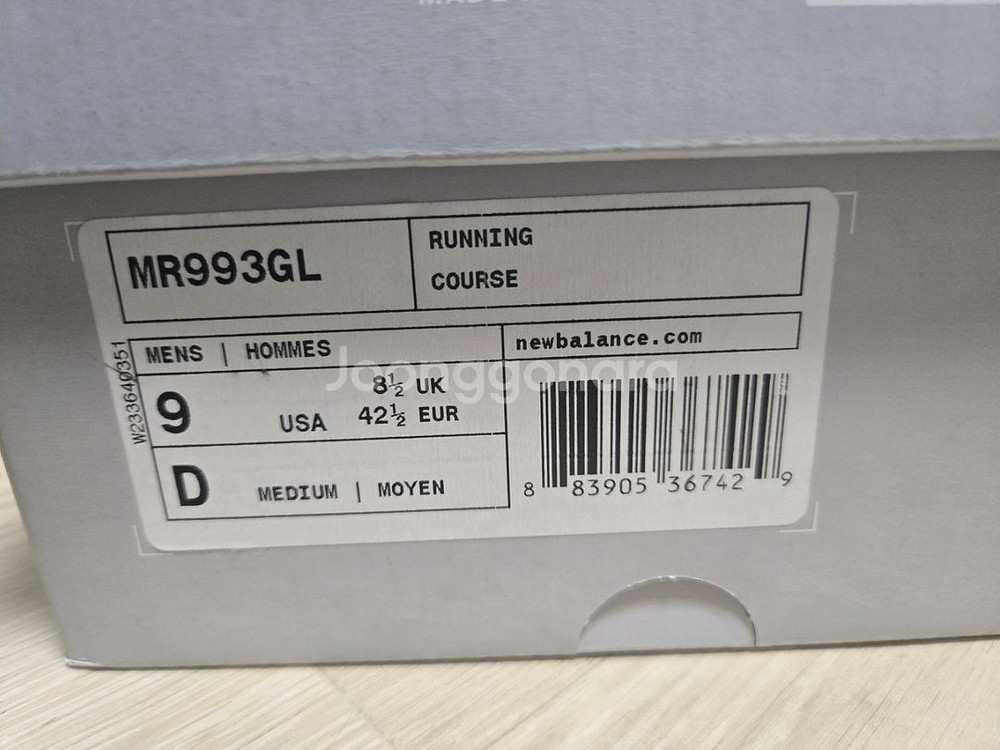 MADE
MR993GL
RUNNING
COURSE
MENS | HOMMES
newbalance.com
9
USA
8½ UK
42½ EUR
D
MEDIUM | MOYEN
W233640351
8 83905 36742 9
Joonggonara